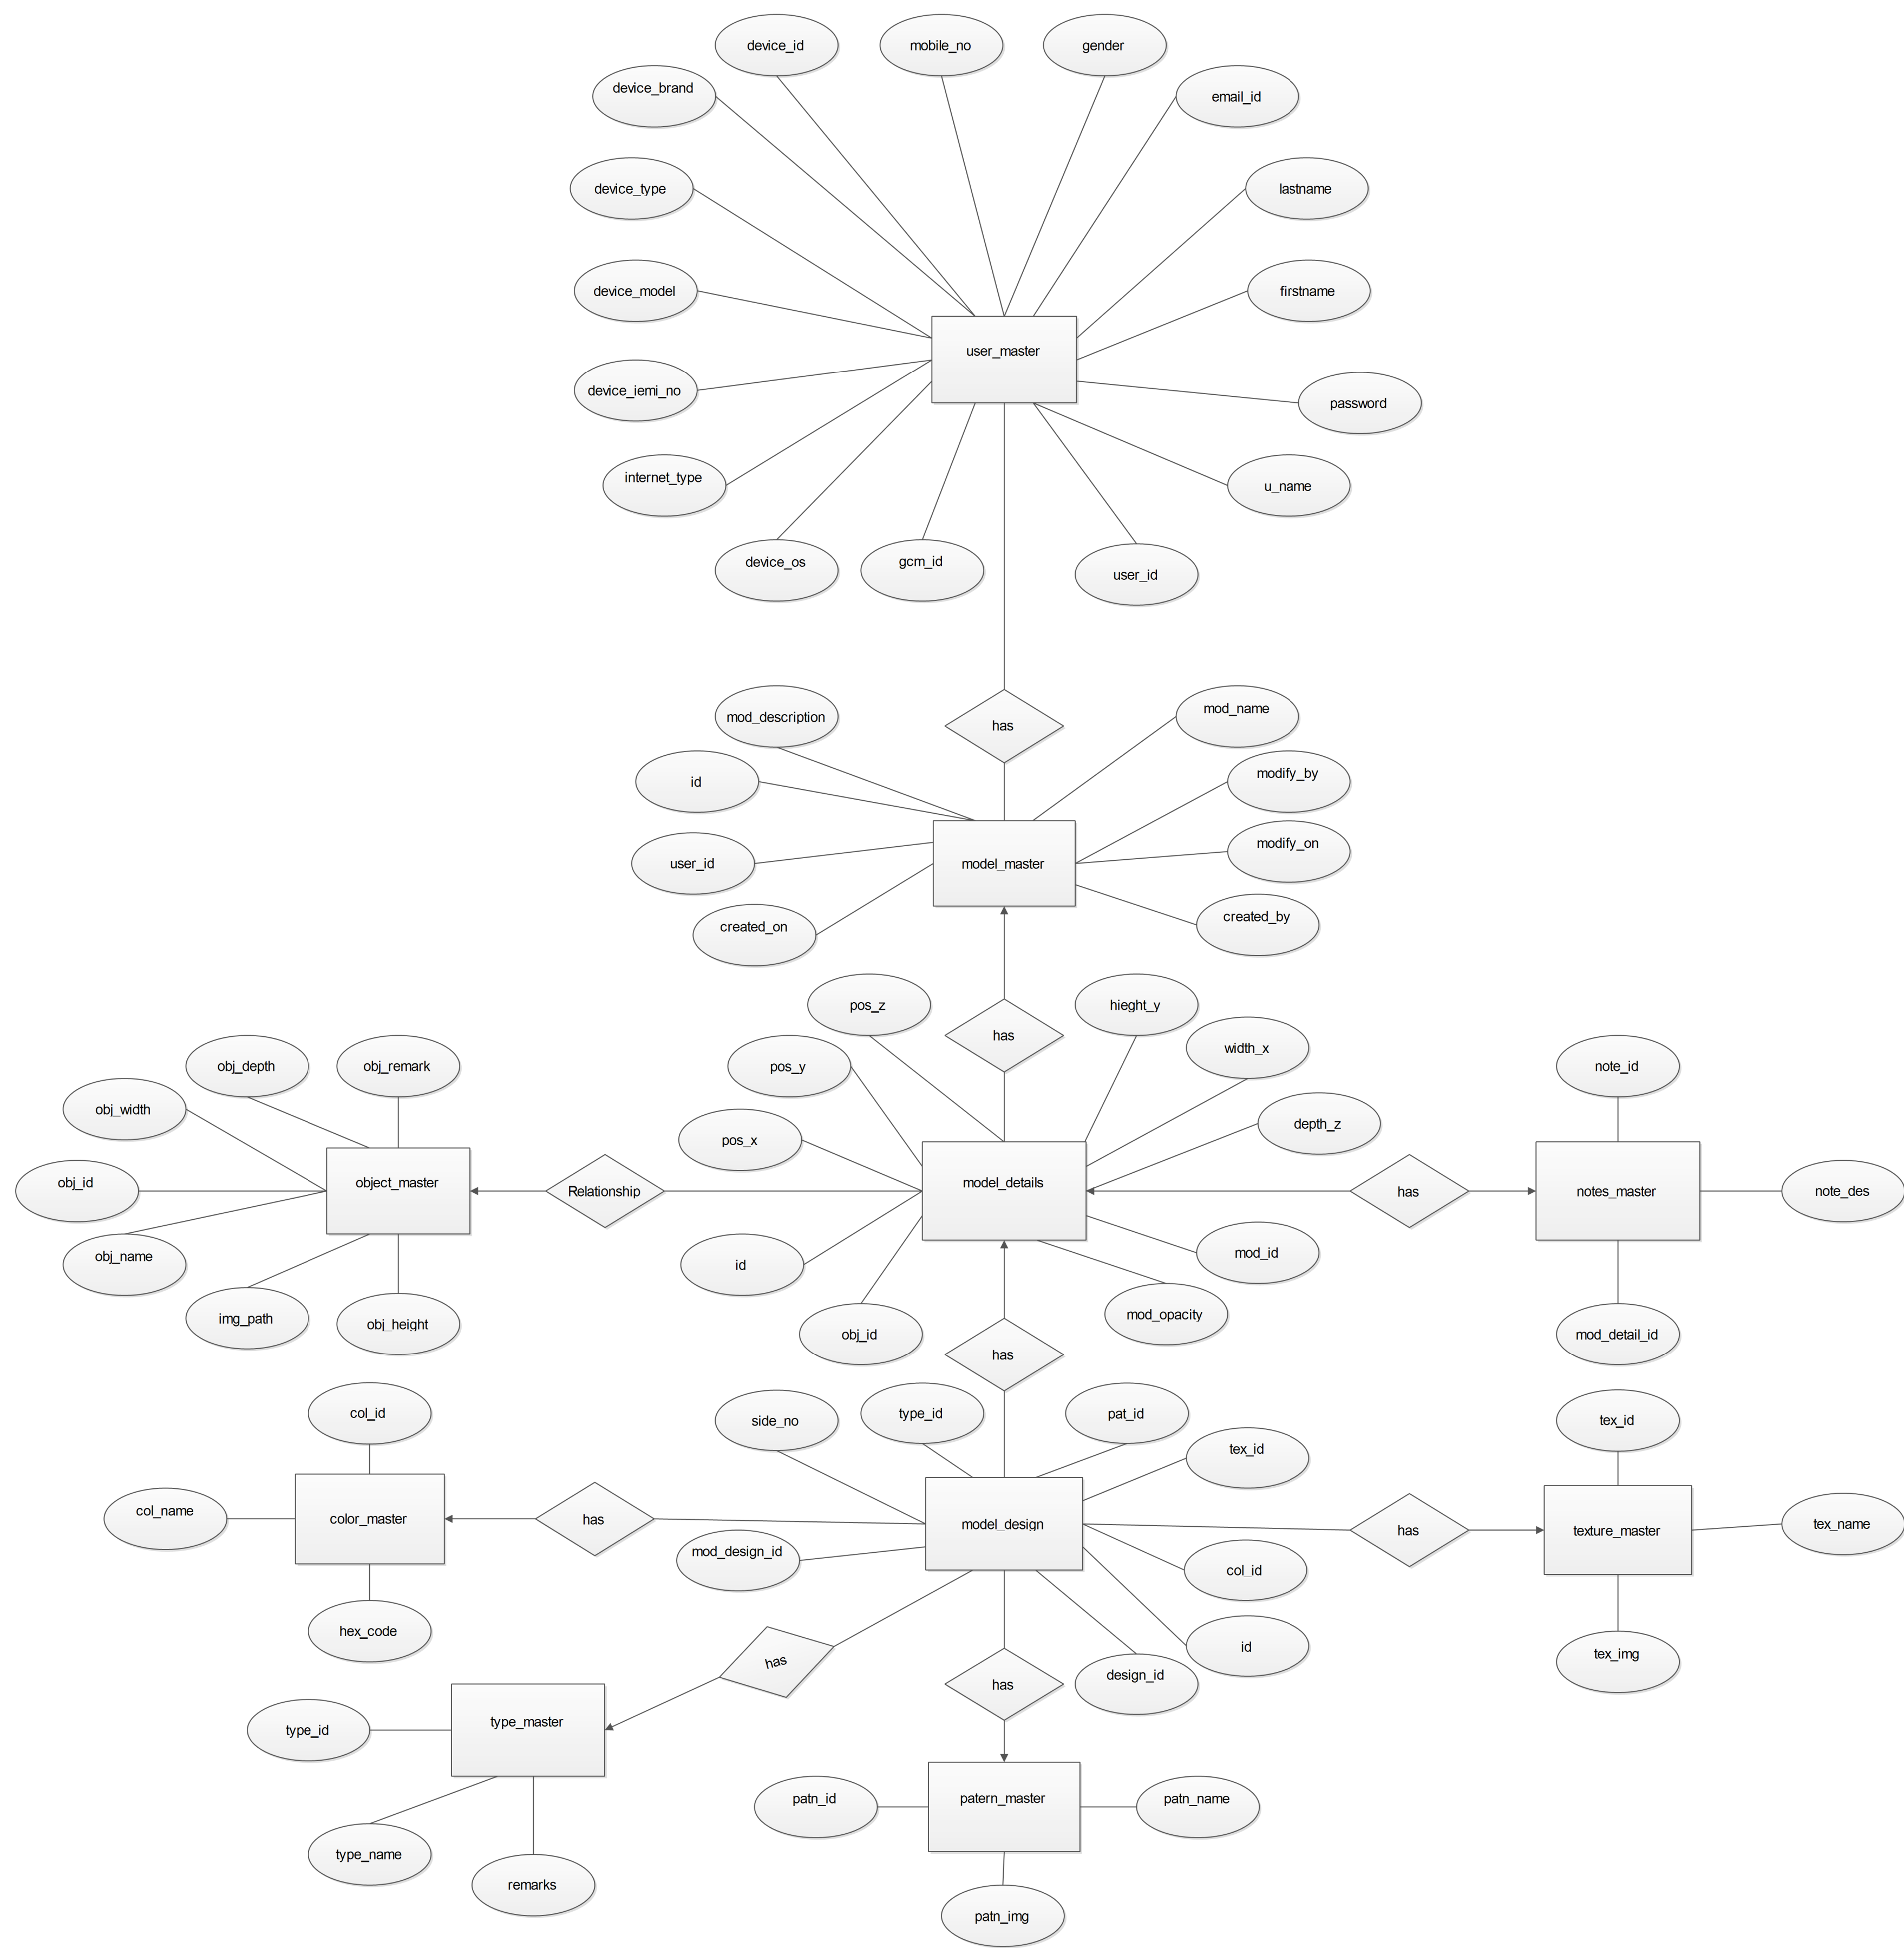 device_id
mobile_no
gender
device_brand
email_id
device_type
lastname
device_model
firstname
user_master
device_iemi_no
password
internet_type
u_name
device_os
gcm_id
user_id
mod_description
mod_name
has
id
modify_by
user_id
model_master
modify_on
created_on
created_by
pos_z
hieght_y
has
obj_depth
obj_remark
pos_y
width_x
note_id
obj_width
pos_x
depth_z
object_master
model_details
obj_id
Relationship
has
notes_master
note_des
obj_name
id
mod_id
img_path
obj_height
obj_id
mod_opacity
mod_detail_id
has
col_id
side_no
type_id
pat_id
tex_id
tex_id
col_name
color_master
has
model_design
has
texture_master
tex_name
mod_design_id
col_id
hex_code
id
tex_img
has
design_id
has
type_master
type_id
patn_id
patern_master
patn_name
type_name
remarks
patn_img